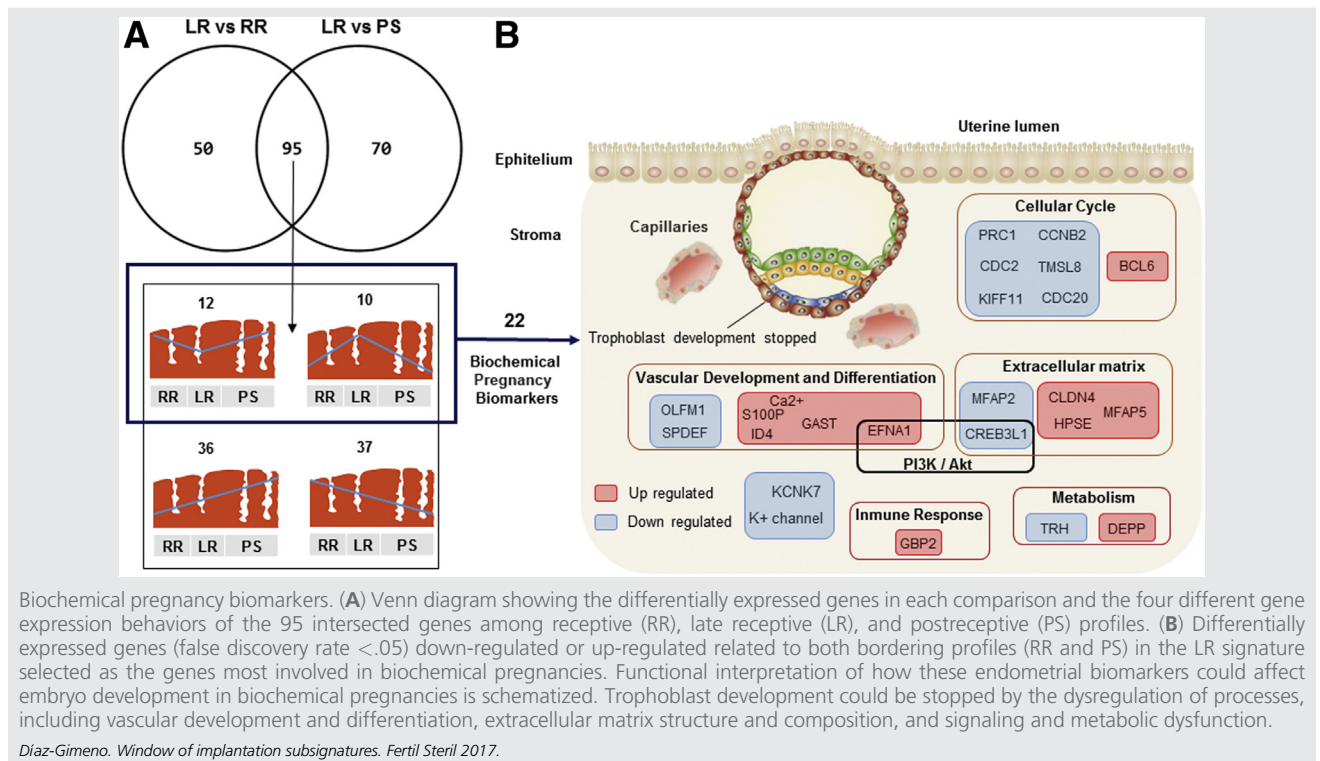 A
LR vs RR
LR vs PS
50
95
70
12
10
RR LR PS
RR LR PS
36
37
RR LR PS
RR LR PS
22
Biochemical
Pregnancy
Biomarkers
B
Uterine lumen
Ephitelium
Stroma
Capillaries
Trophoblast development stopped
Cellular Cycle
PRC1 CCNB2
CDC2 TMSL8
KIFF11 CDC20
BCL6
Vascular Development and Differentiation
OLFM1
SPDEF
Ca2+
S100P
GAST
ID4
EFNA1
Extracellular matrix
MFAP2
CREB3L1
CLDN4
MFAP5
HPSE
PI3K / Akt
Up regulated
Down regulated
KCNK7
K+ channel
Inmune Response
GBP2
Metabolism
TRH
DEPP
Biochemical pregnancy biomarkers. (A) Venn diagram showing the differentially expressed genes in each comparison and the four different gene
expression behaviors of the 95 intersected genes among receptive (RR), late receptive (LR), and postreceptive (PS) profiles. (B) Differentially
expressed genes (false discovery rate <.05) down-regulated or up-regulated related to both bordering profiles (RR and PS) in the LR signature
selected as the genes most involved in biochemical pregnancies. Functional interpretation of how these endometrial biomarkers could affect
embryo development in biochemical pregnancies is schematized. Trophoblast development could be stopped by the dysregulation of processes,
including vascular development and differentiation, extracellular matrix structure and composition, and signaling and metabolic dysfunction.
Díaz-Gimeno. Window of implantation subsignatures. Fertil Steril 2017.